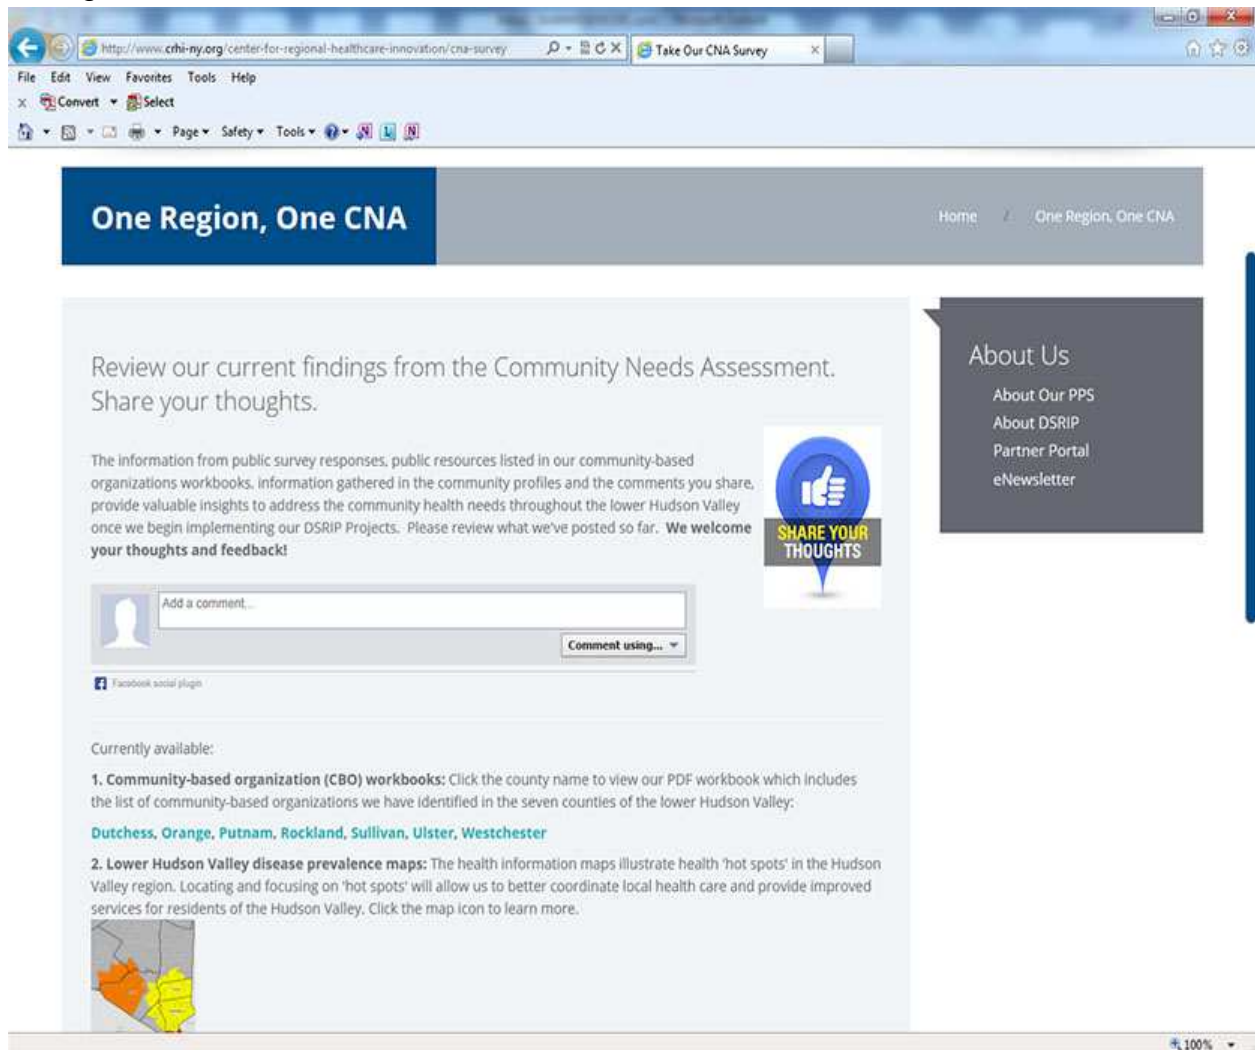 http://www.crhi-ny.org/center-for-regional-healthcare-innovation/cna-survey
Take Our CNA Survey
File Edit View Favorites Tools Help
x Convert Select
Page Safety Tools
One Region, One CNA
Home / One Region, One CNA
Review our current findings from the Community Needs Assessment.
Share your thoughts.
The information from public survey responses, public resources listed in our community-based
organizations workbooks, information gathered in the community profiles and the comments you share,
provide valuable insights to address the community health needs throughout the lower Hudson Valley
once we begin implementing our DSRIP Projects. Please review what we've posted so far. We welcome
your thoughts and feedback!
SHARE YOUR
THOUGHTS
About Us
About Our PPS
About DSRIP
Partner Portal
eNewsletter
Add a comment...
Comment using...
Facebook social plugin
Currently available:
1. Community-based organization (CBO) workbooks: Click the county name to view our PDF workbook which includes
the list of community-based organizations we have identified in the seven counties of the lower Hudson Valley:
Dutchess, Orange, Putnam, Rockland, Sullivan, Ulster, Westchester
2. Lower Hudson Valley disease prevalence maps: The health information maps illustrate health 'hot spots' in the Hudson
Valley region. Locating and focusing on 'hot spots' will allow us to better coordinate local health care and provide improved
services for residents of the Hudson Valley. Click the map icon to learn more.
100%